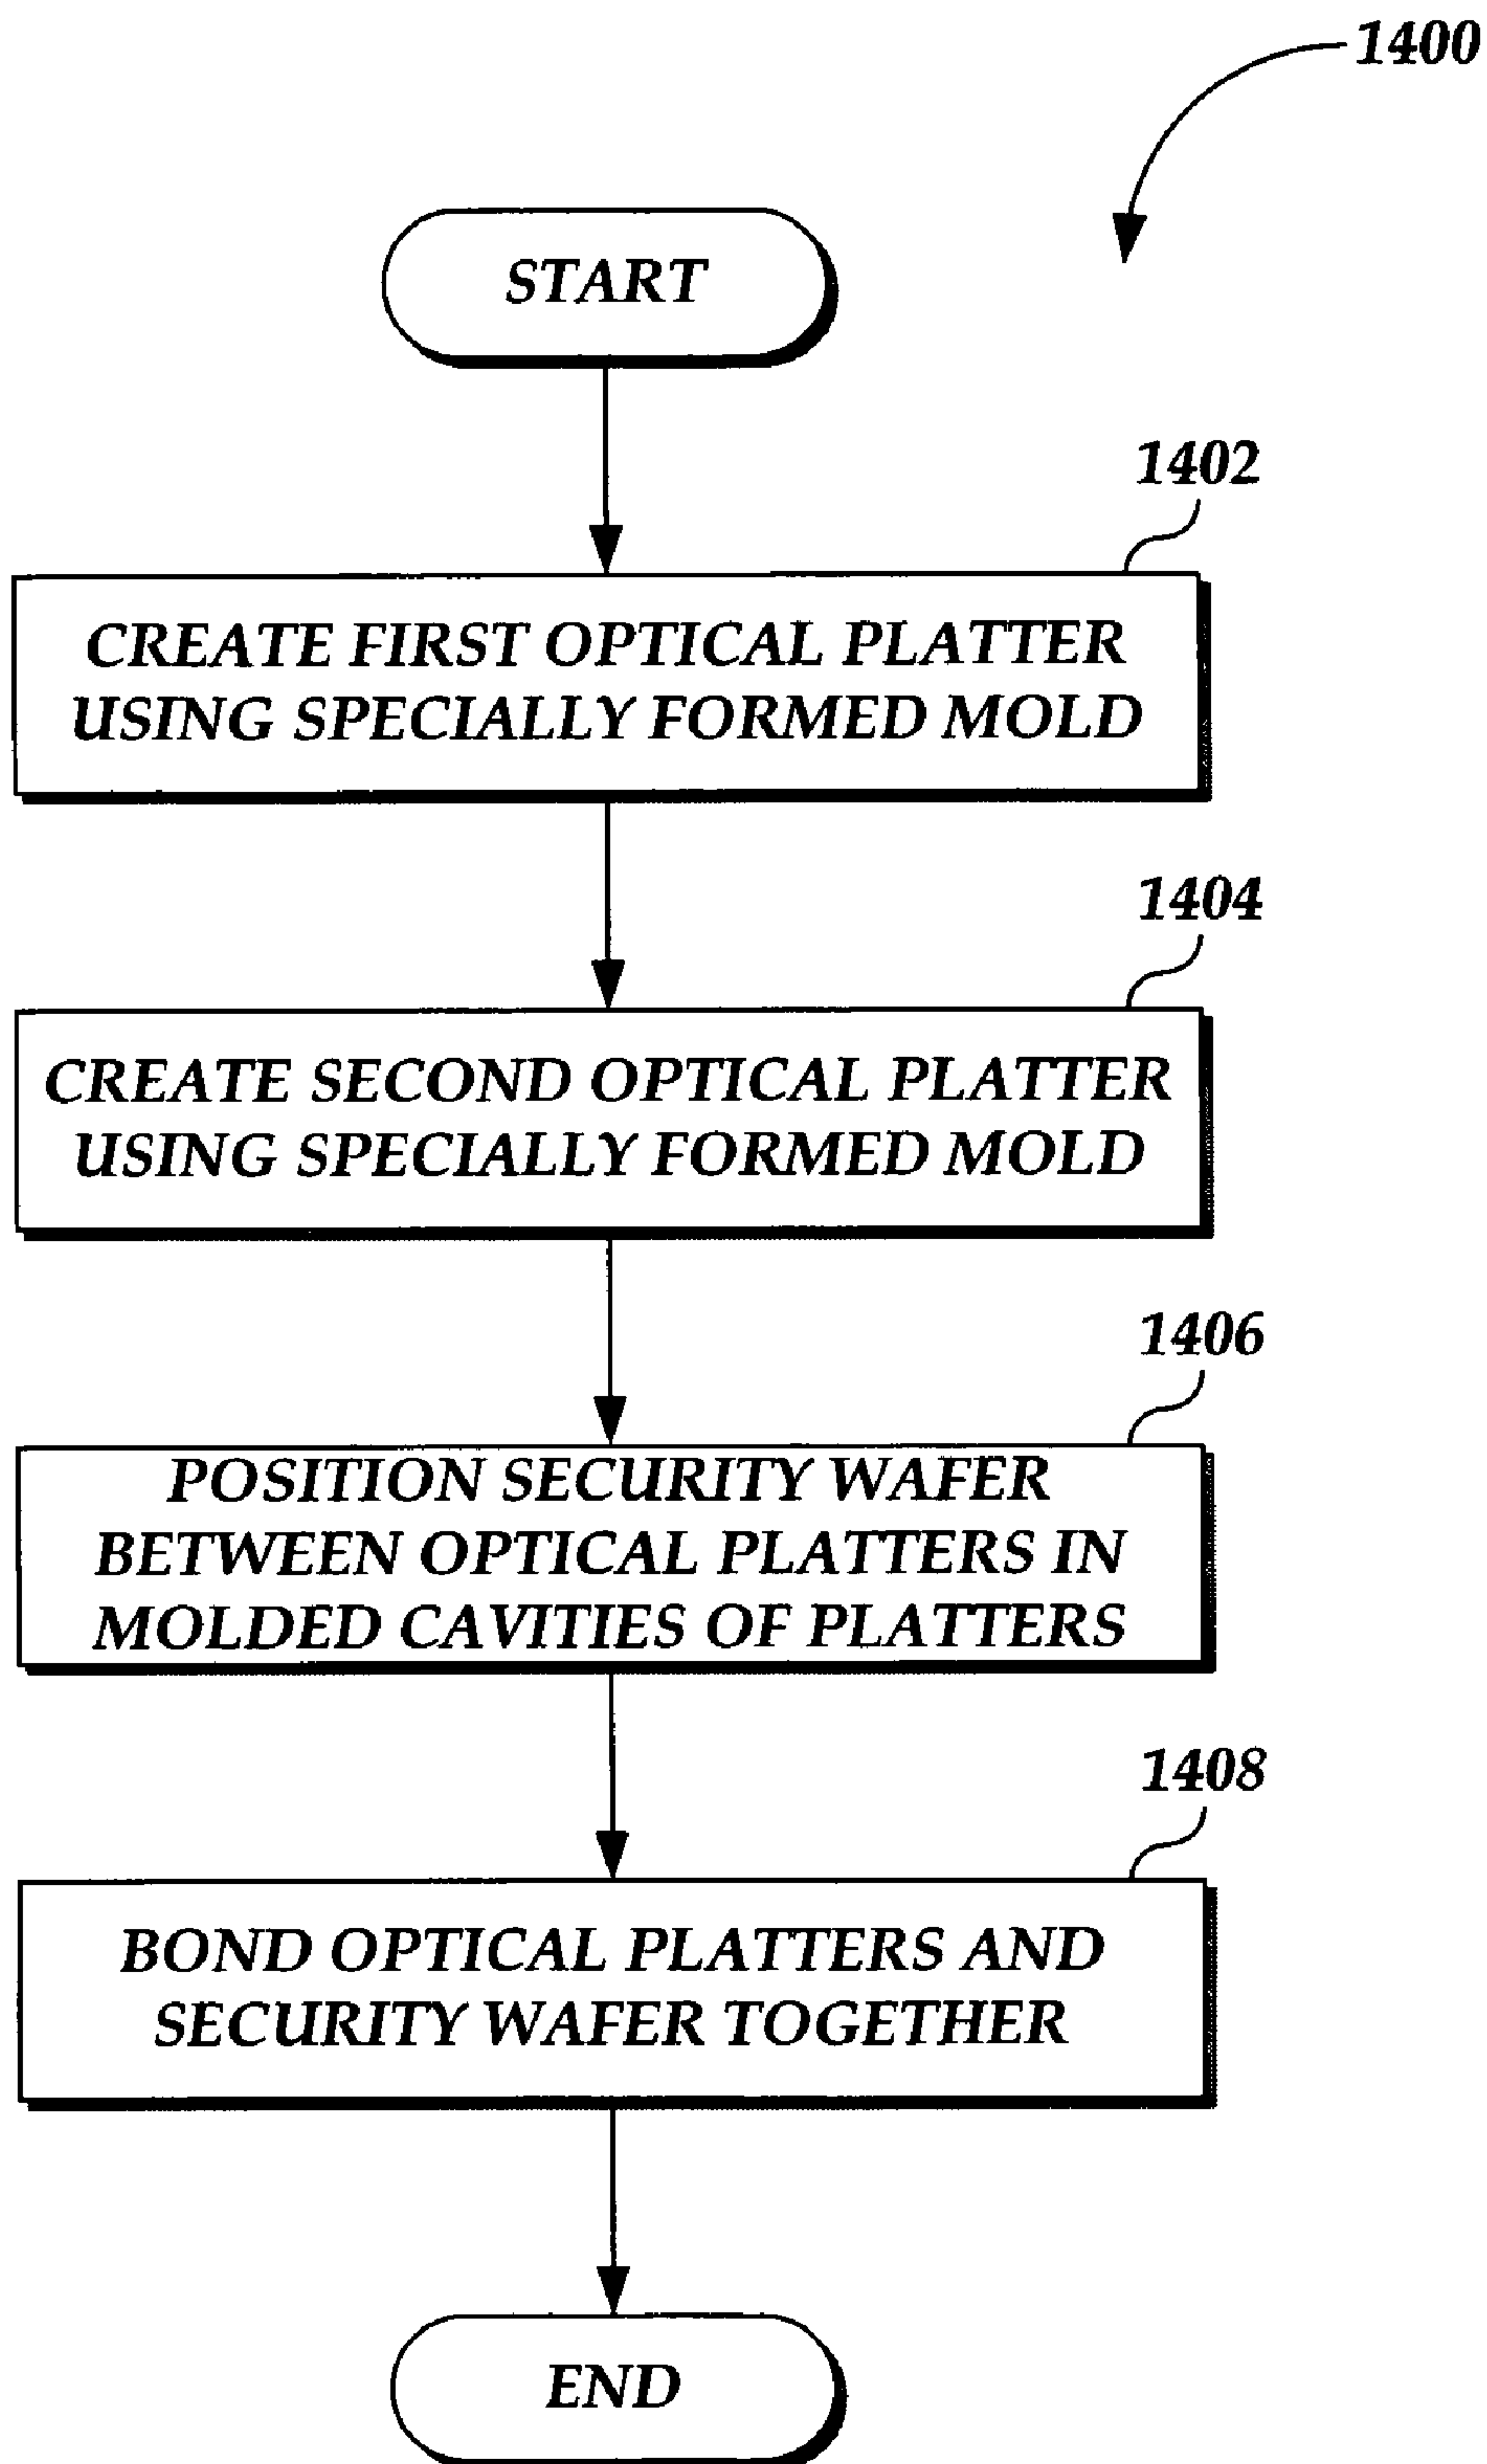 1400
START
1402
CREATE FIRST OPTICAL PLATTER
USING SPECIALLY FORMED MOLD
1404
CREATE SECOND OPTICAL PLATTER
USING SPECIALLY FORMED MOLD
1406
POSITION SECURITY WAFER
BETWEEN OPTICAL PLATTERS IN
MOLDED CAVITIES OF PLATTERS
1408
BOND OPTICAL PLATTERS AND
SECURITY WAFER TOGETHER
END